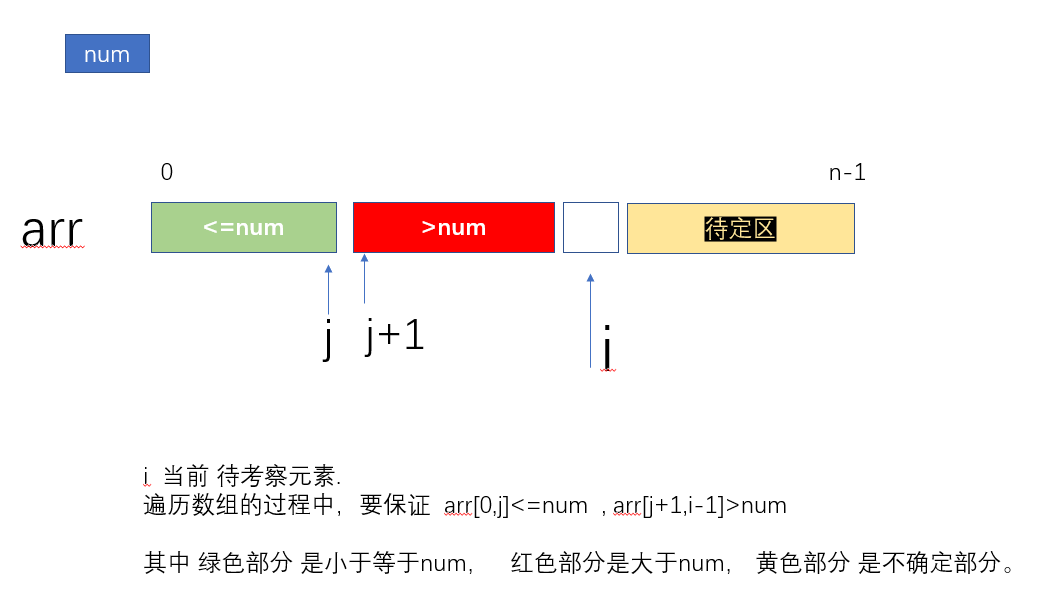 num
0
n-1
arr
<=num
>num
待定区
j
j+1
i
i 当前 待考察元素.
遍历数组的过程中，要保证 arr[0,j]<=num , arr[j+1,i-1]>num
其中 绿色部分 是小于等于num， 红色部分是大于num， 黄色部分 是不确定部分。